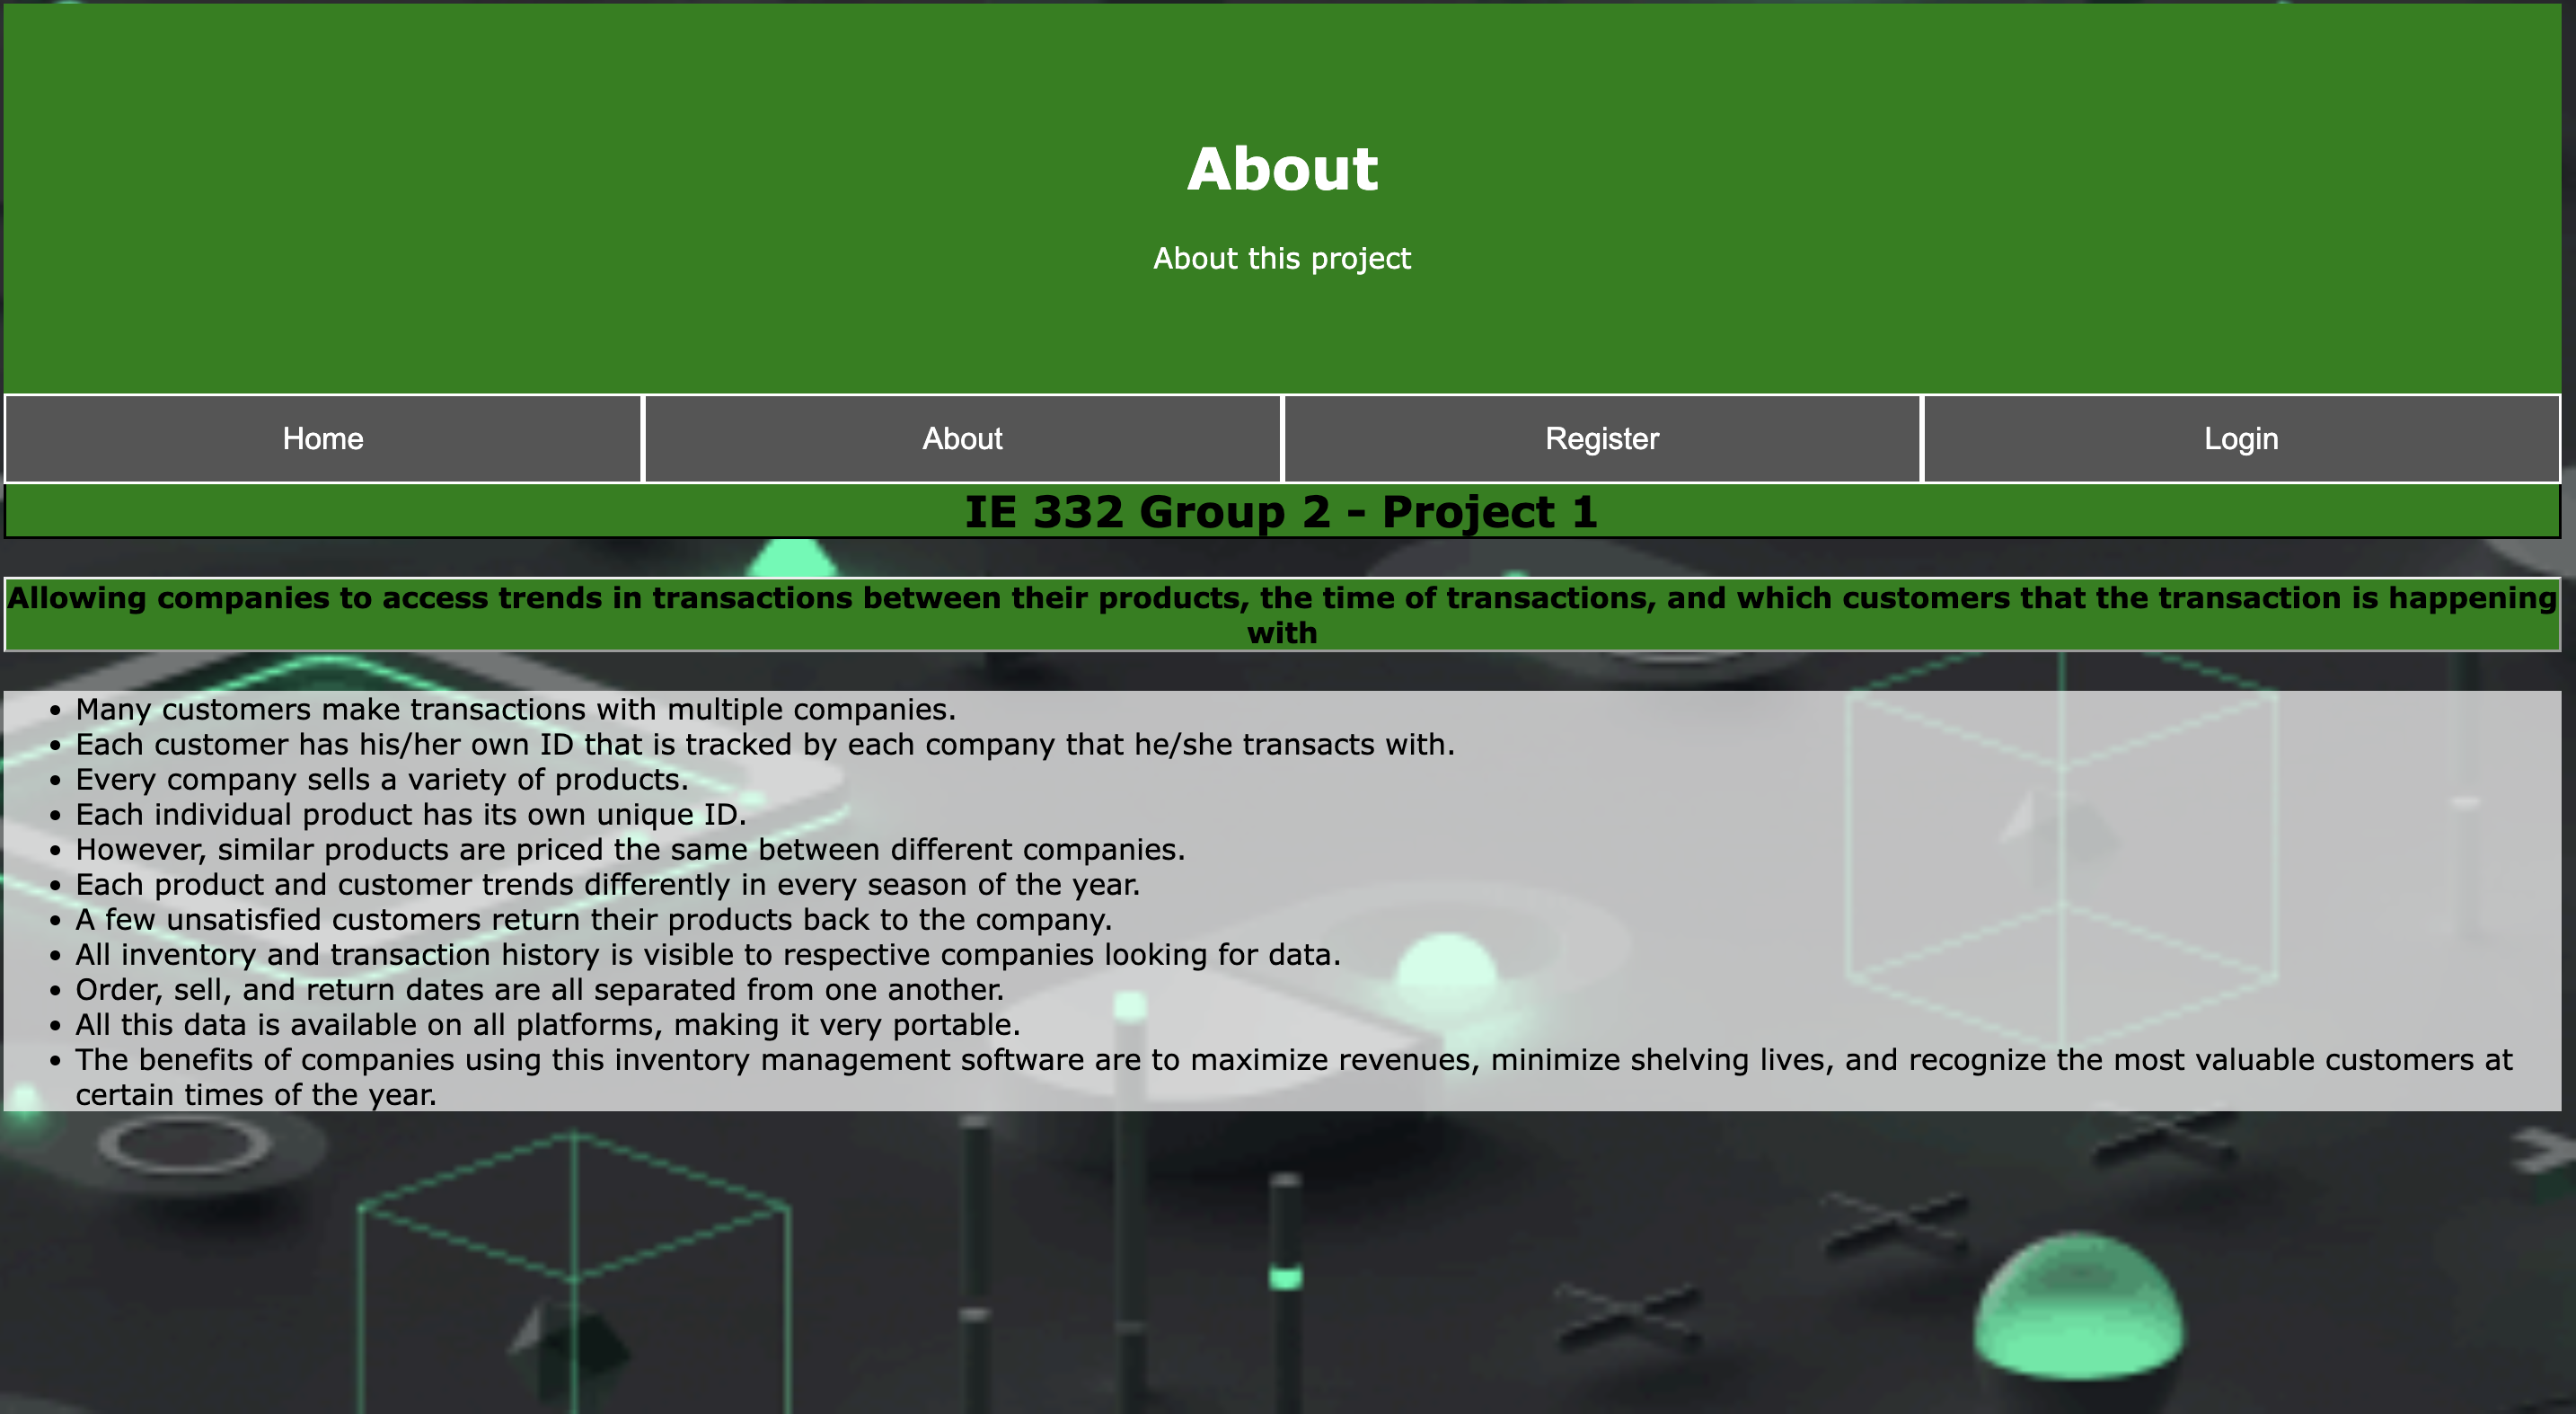 About
About this project
Home
About
Register
Login
IE 332 Group 2 - Project 1
Allowing companies to access trends in transactions between their products, the time of transactions, and which customers that the transaction is happening
with
• Many customers make transactions with multiple companies.
• Each customer has his/her own ID that is tracked by each company that he/she transacts with.
• Every company sells a variety of products.
• Each individual product has its own unique ID.
• However, similar products are priced the same between different companies.
• Each product and customer trends differently in every season of the year.
• A few unsatisfied customers return their products back to the company.
• All inventory and transaction history is visible to respective companies looking for data.
• Order, sell, and return dates are all separated from one another.
• All this data is available on all platforms, making it very portable.
• The benefits of companies using this inventory management software are to maximize revenues, minimize shelving lives, and recognize the most valuable customers at
certain times of the year.